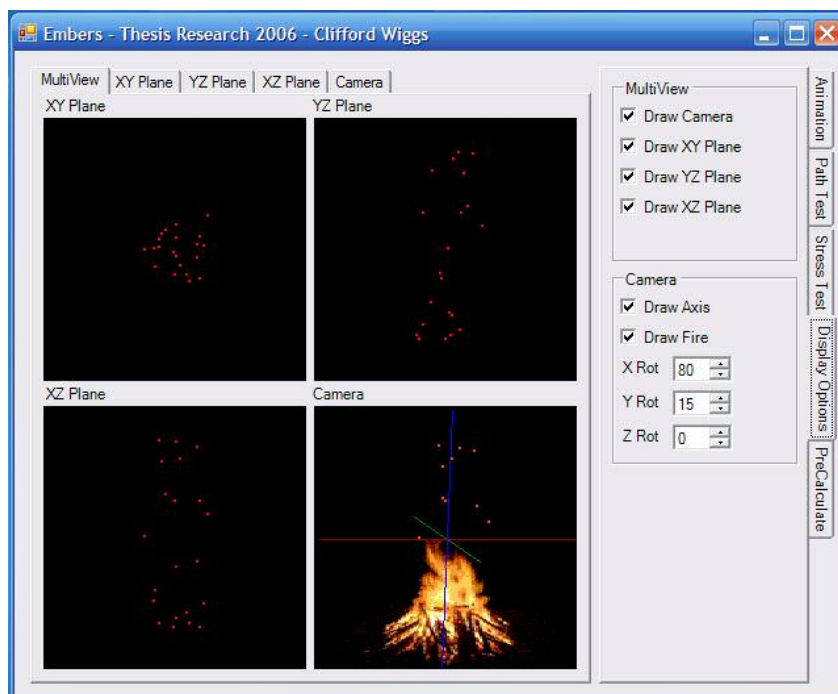 Embers - Thesis Research 2006 - Clifford Wiggs
MultiView XY Plane YZ Plane XZ Plane Camera
XY Plane
YZ Plane
XZ Plane
Camera
MultiView
Draw Camera
Draw XY Plane
Draw YZ Plane
Draw XZ Plane
Camera
Draw Axis
Draw Fire
X Rot 80
Y Rot 15
Z Rot 0
Animation
Path Test
Stress Test
Display Options
PreCalculate